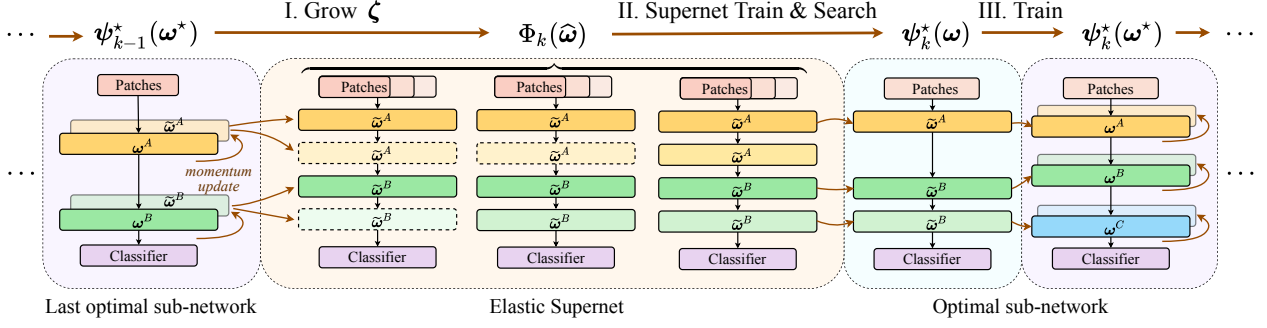 I. Grow ζ
II. Supernet Train & Search
III. Train
··· ψ*ₖ₋₁(ω*) Φₖ(ω̂) ψ*ₖ(ω) ψ*ₖ(ω*) ···
Patches Patches Patches Patches Patches Patches
ω̃ᴬ ω̃ᴬ ω̃ᴬ ω̃ᴬ ω̃ᴬ
ωᴬ ωᴬ
ω̃ᴬ ω̃ᴬ ω̃ᴬ
momentum
update
··· ···
ω̃ᴮ ω̃ᴮ ω̃ᴮ ω̃ᴮ ω̃ᴮ ωᴮ
ωᴮ ω̃ᴮ ω̃ᴮ ω̃ᴮ ω̃ᴮ ωꟲ
Classifier Classifier Classifier Classifier Classifier Classifier
Last optimal sub-network
Elastic Supernet
Optimal sub-network